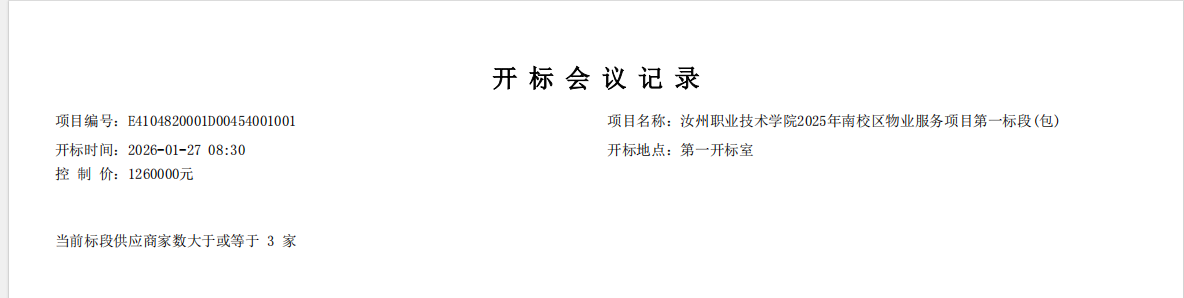 开 标 会 议 记 录
项目编号：E4104820001D00454001001
项目名称：汝州职业技术学院2025年南校区物业服务项目第一标段(包)
开标时间：2026-01-27 08:30
开标地点：第一开标室
控 制 价：1260000元
当前标段供应商家数大于或等于 3 家